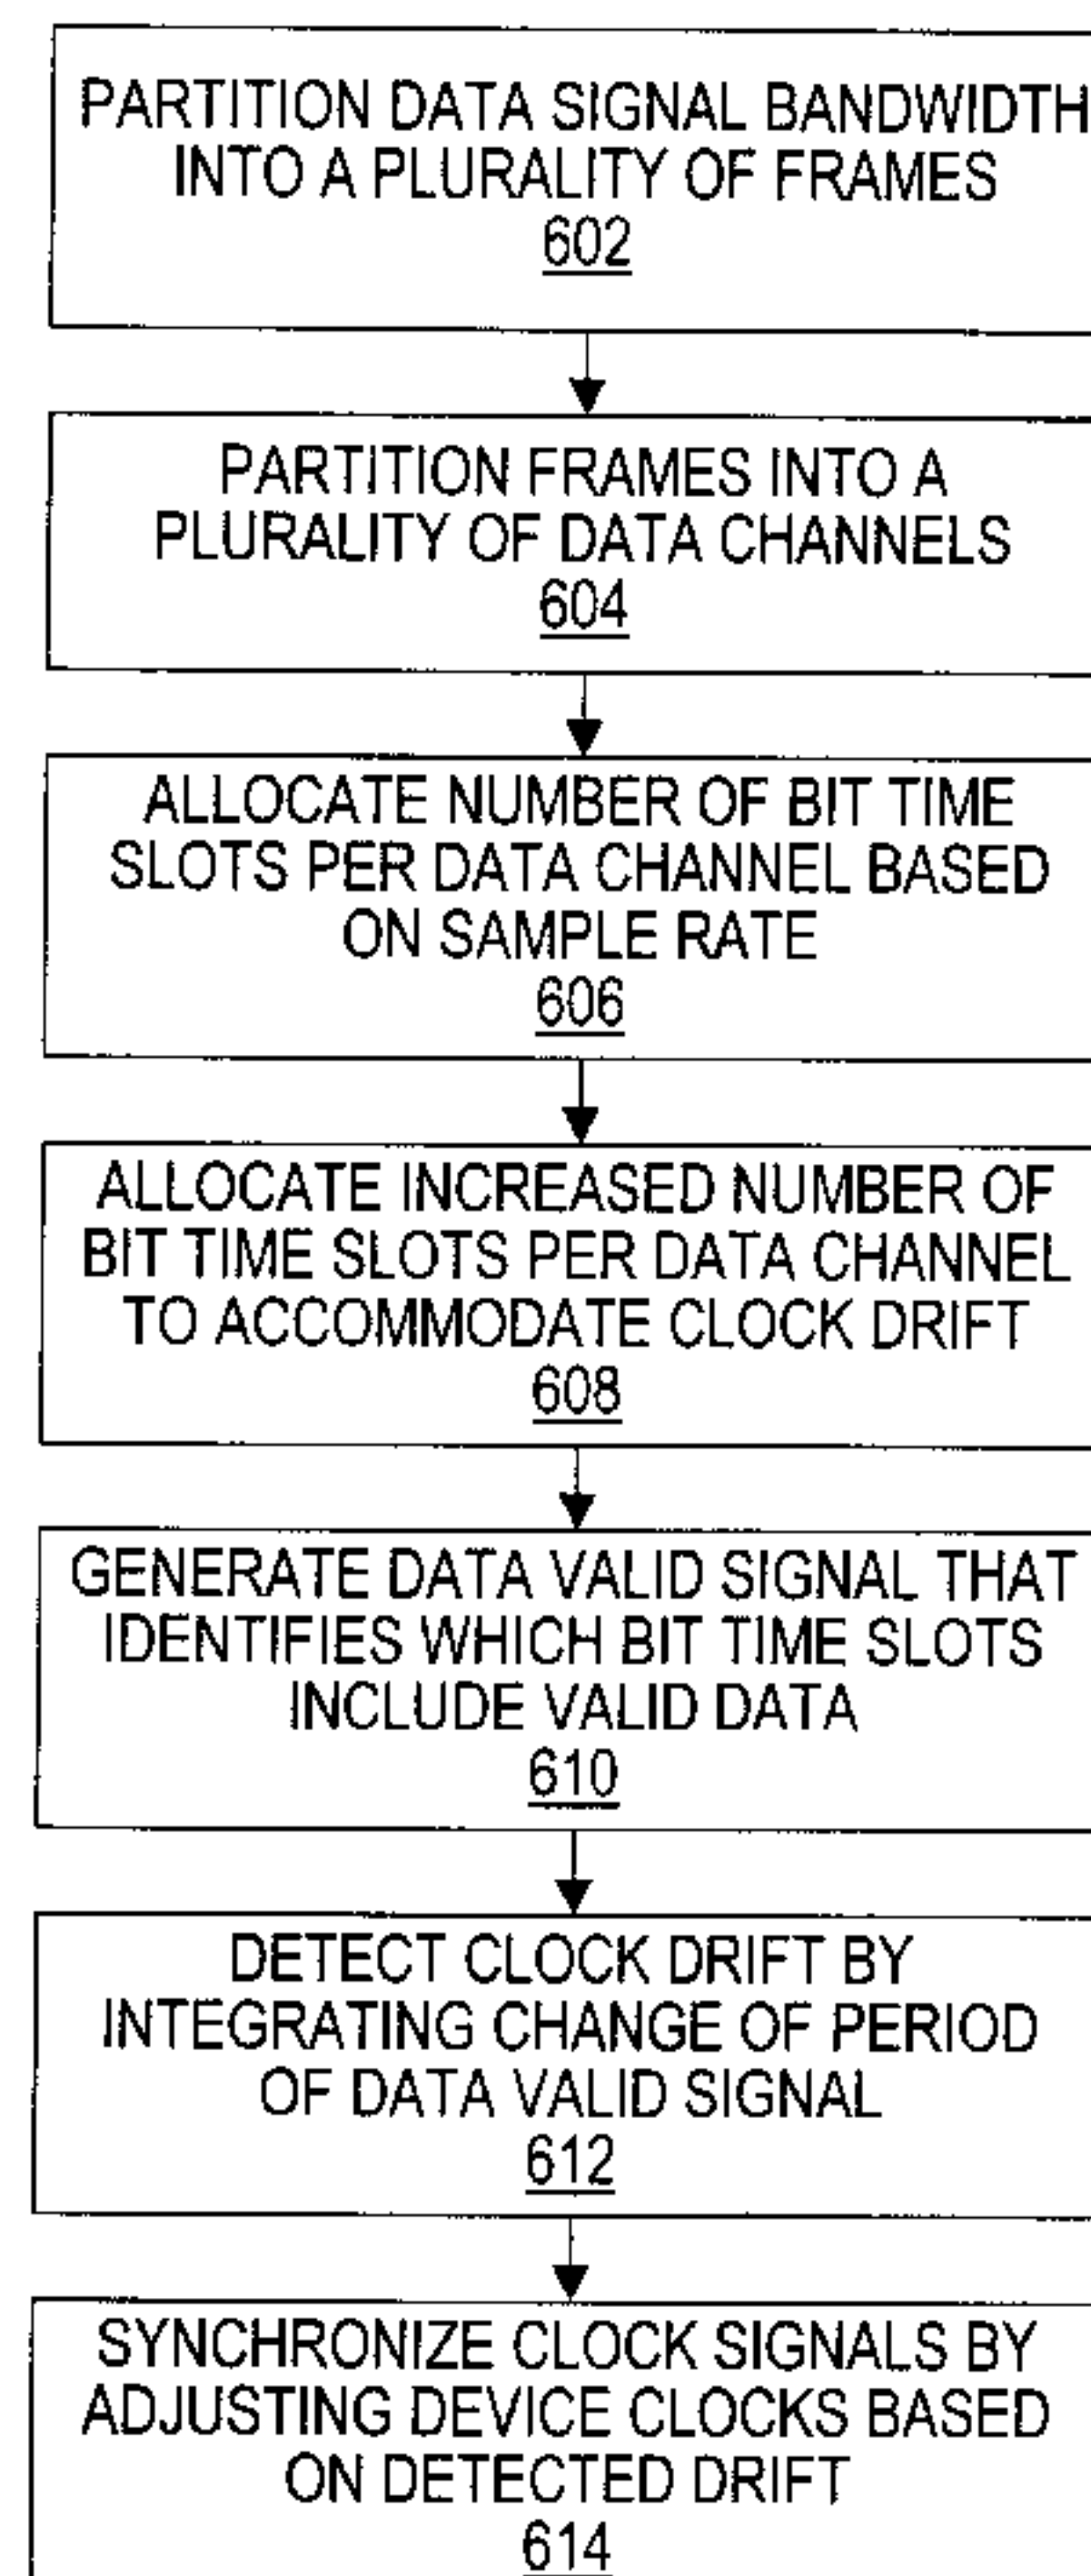 PARTITION DATA SIGNAL BANDWIDTH
INTO A PLURALITY OF FRAMES
602
PARTITION FRAMES INTO A
PLURALITY OF DATA CHANNELS
604
ALLOCATE NUMBER OF BIT TIME
SLOTS PER DATA CHANNEL BASED
ON SAMPLE RATE
606
ALLOCATE INCREASED NUMBER OF
BIT TIME SLOTS PER DATA CHANNEL
TO ACCOMMODATE CLOCK DRIFT
608
GENERATE DATA VALID SIGNAL THAT
IDENTIFIES WHICH BIT TIME SLOTS
INCLUDE VALID DATA
610
DETECT CLOCK DRIFT BY
INTEGRATING CHANGE OF PERIOD
OF DATA VALID SIGNAL
612
SYNCHRONIZE CLOCK SIGNALS BY
ADJUSTING DEVICE CLOCKS BASED
ON DETECTED DRIFT
614